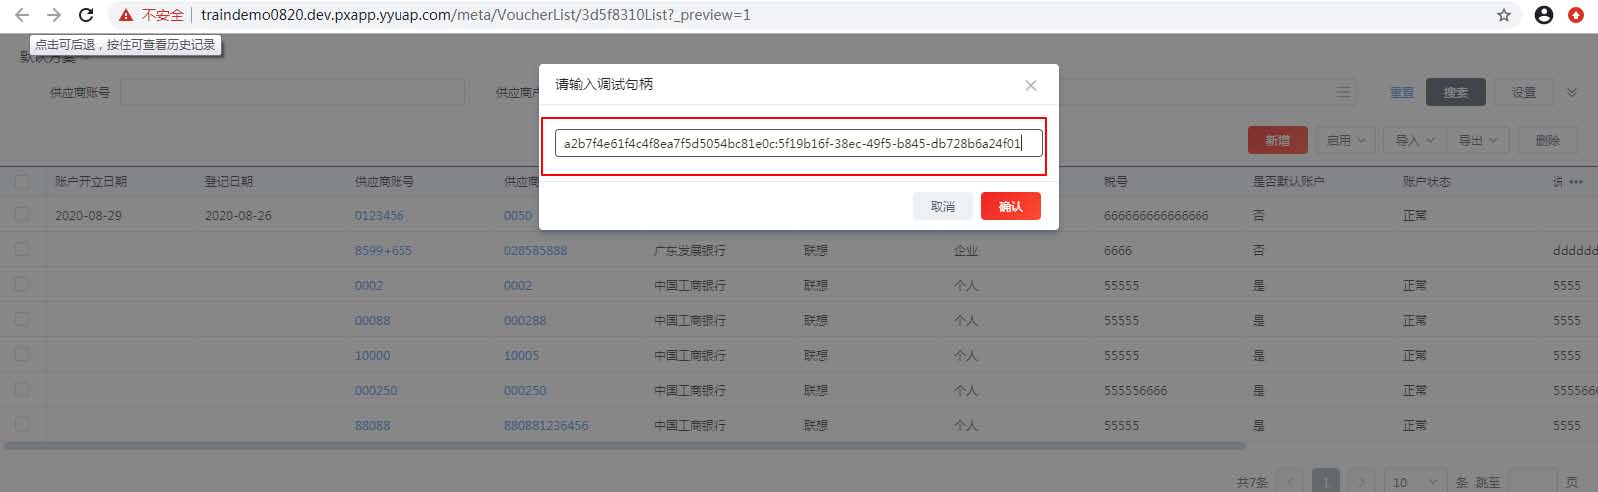 不安全 traindemo0820.dev.pxapp.yyuap.com/meta/VoucherList/3d5f8310List?_preview=1
点击可后退，按住可查看历史记录
默认方案
请输入调试句柄
供应商账号 供应商户 重置 搜索 设置
a2b7f4e61f4c4f8ea7f5d5054bc81e0c:5f19b16f-38ec-49f5-b845-db728b6a24f01
新增 启用 导入 导出 删除
账户开立日期 登记日期 供应商账号 供应商 税号 是否默认账户 账户状态
取消 确认
2020-08-29 2020-08-26 0123456 0050 666666666666666 否 正常
8599+655 028585888 广东发展银行 联想 企业 6666 否 dddddd
0002 0002 中国工商银行 联想 个人 55555 是 正常 5555
00088 000288 中国工商银行 联想 个人 55555 是 正常 5555
10000 10005 中国工商银行 联想 个人 55555 是 正常 5555
000250 000250 中国工商银行 联想 个人 555556666 是 正常 5555666
88088 880881236456 中国工商银行 联想 个人 55555 是 正常 5555
共7条 1 10 条 跳至 页